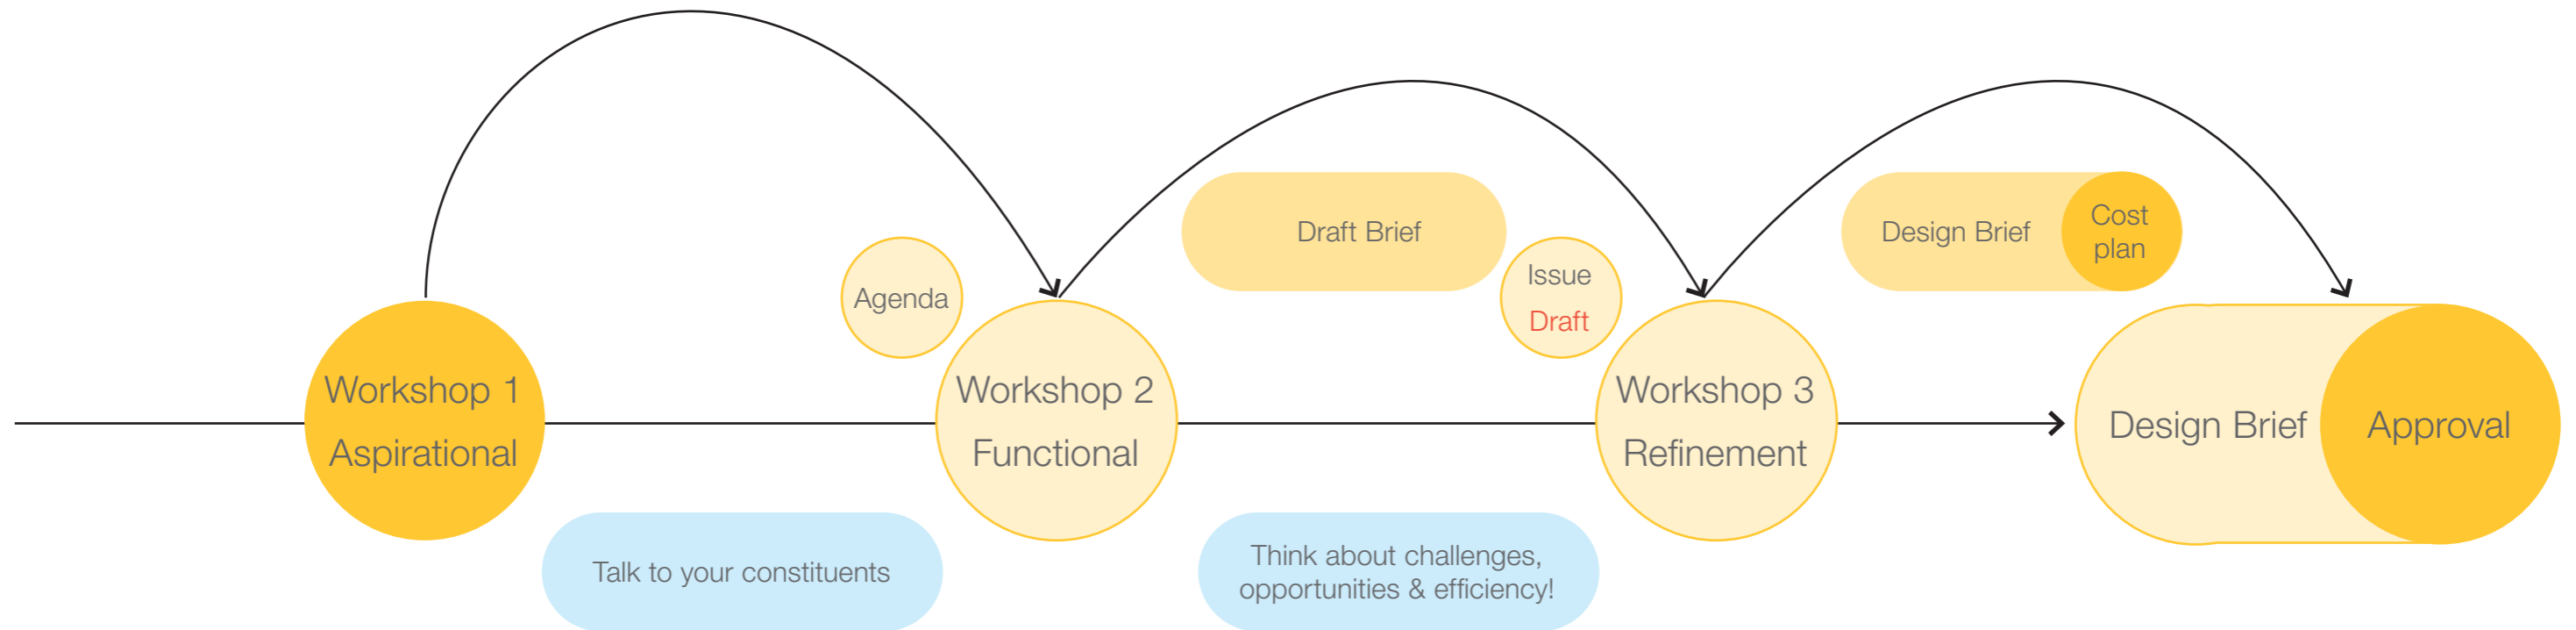 Workshop 1
Aspirational
Talk to your constituents
Agenda
Workshop 2
Functional
Draft Brief
Think about challenges,
opportunities & efficiency!
Issue
Draft
Workshop 3
Refinement
Design Brief
Cost
plan
Design Brief
Approval